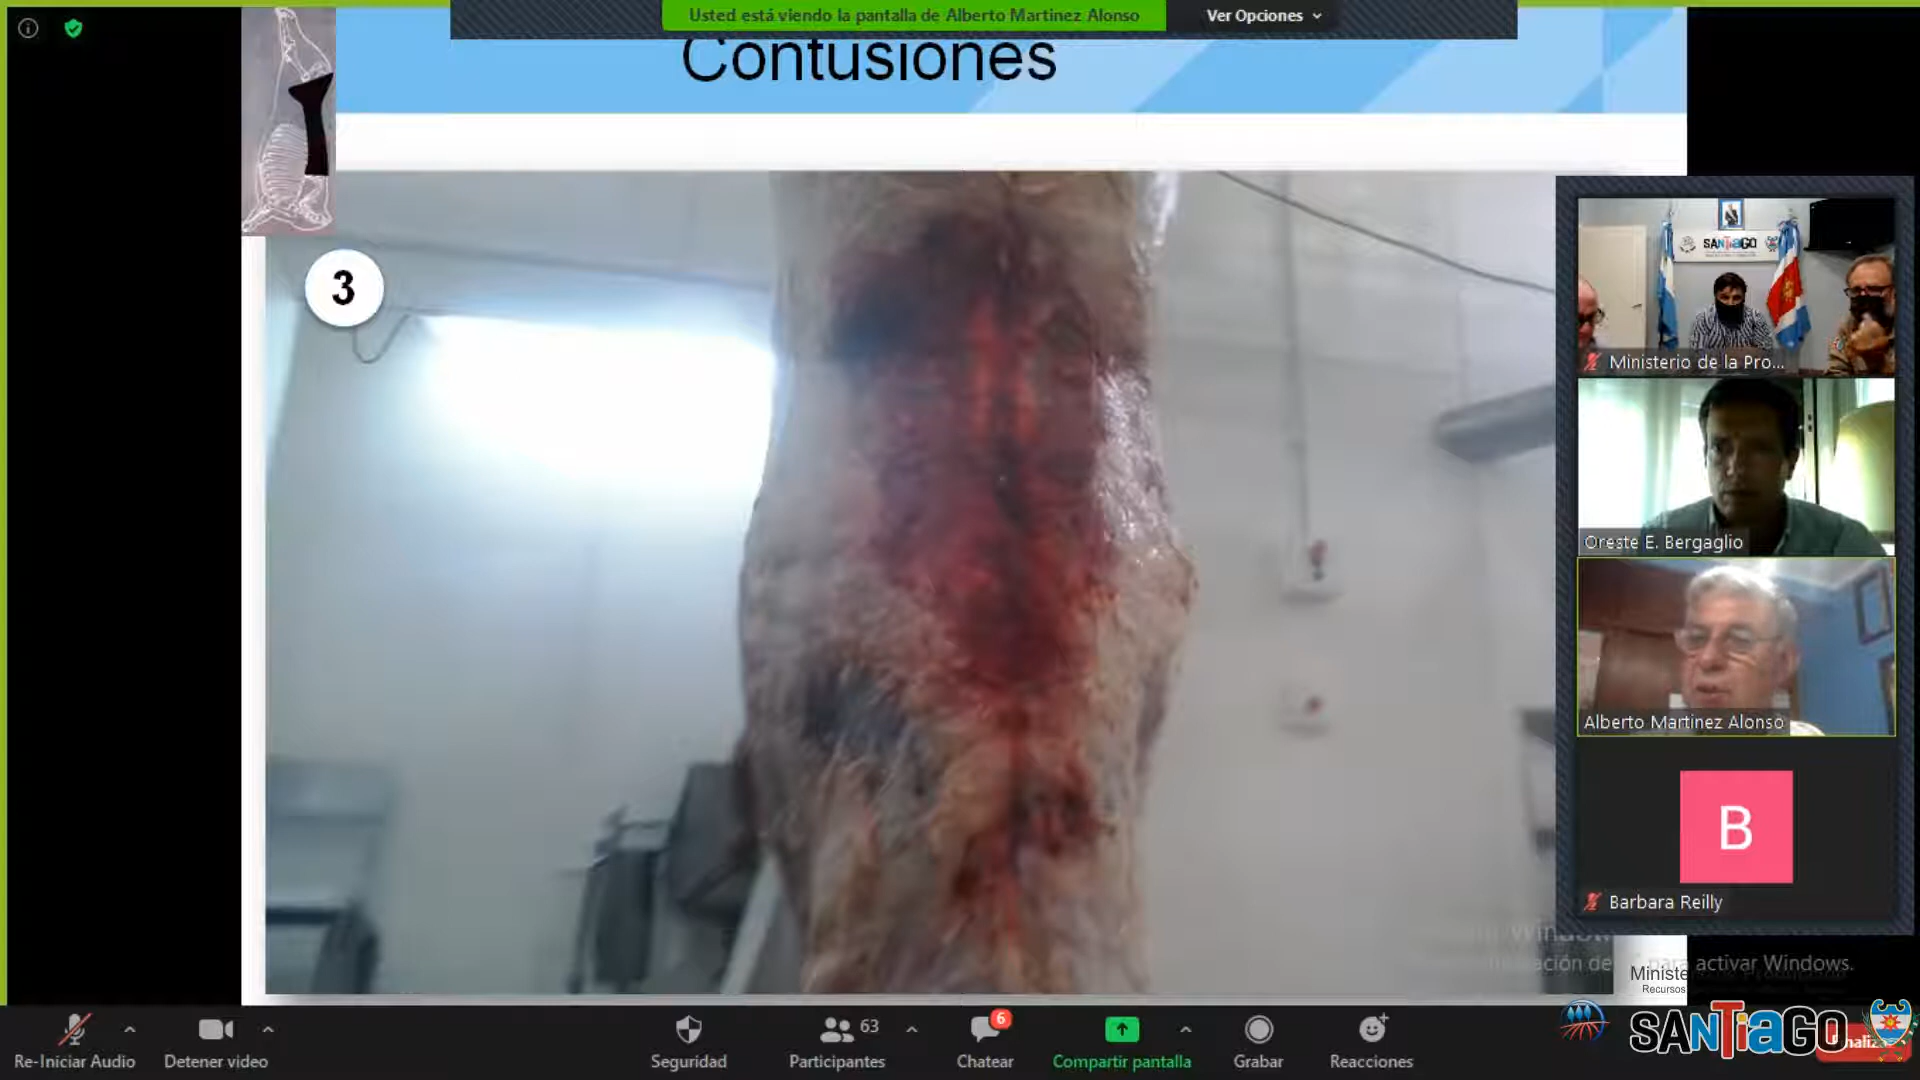 Usted está viendo la pantalla de Alberto Martinez Alonso
Ver Opciones
Contusiones
3
SANTIAGO
Ministerio de la Pro...
Oreste E. Bergaglio
Alberto Martinez Alonso
B
Barbara Reilly
activar Windows.
Recursos
SANTIAGO
Re-Iniciar Audio
Detener video
Seguridad
63
Participantes
6
Chatear
Compartir pantalla
Grabar
Reacciones